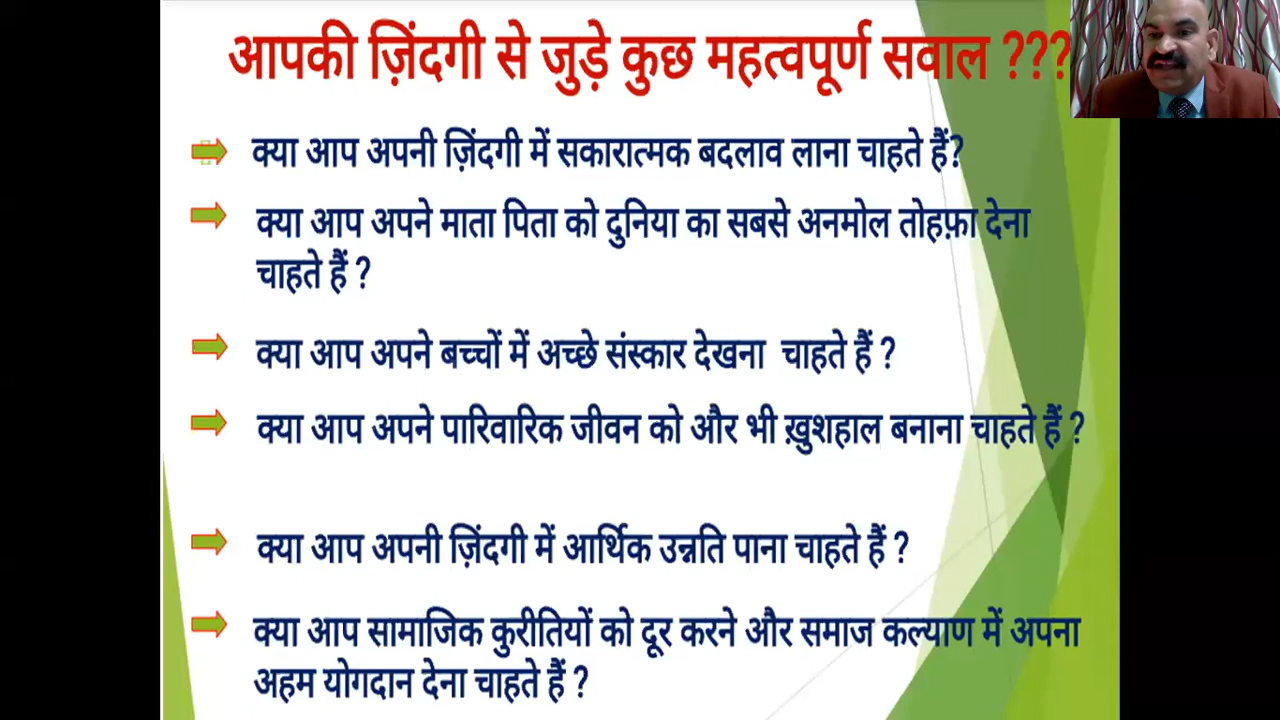 आपकी ज़िंदगी से जुड़े कुछ महत्वपूर्ण सवाल ???
क्या आप अपनी ज़िंदगी में सकारात्मक बदलाव लाना चाहते हैं?
क्या आप अपने माता पिता को दुनिया का सबसे अनमोल तोहफ़ा देना
चाहते हैं ?
क्या आप अपने बच्चों में अच्छे संस्कार देखना चाहते हैं ?
क्या आप अपने पारिवारिक जीवन को और भी ख़ुशहाल बनाना चाहते हैं ?
क्या आप अपनी ज़िंदगी में आर्थिक उन्नति पाना चाहते हैं ?
क्या आप सामाजिक कुरीतियों को दूर करने और समाज कल्याण में अपना
अहम योगदान देना चाहते हैं ?